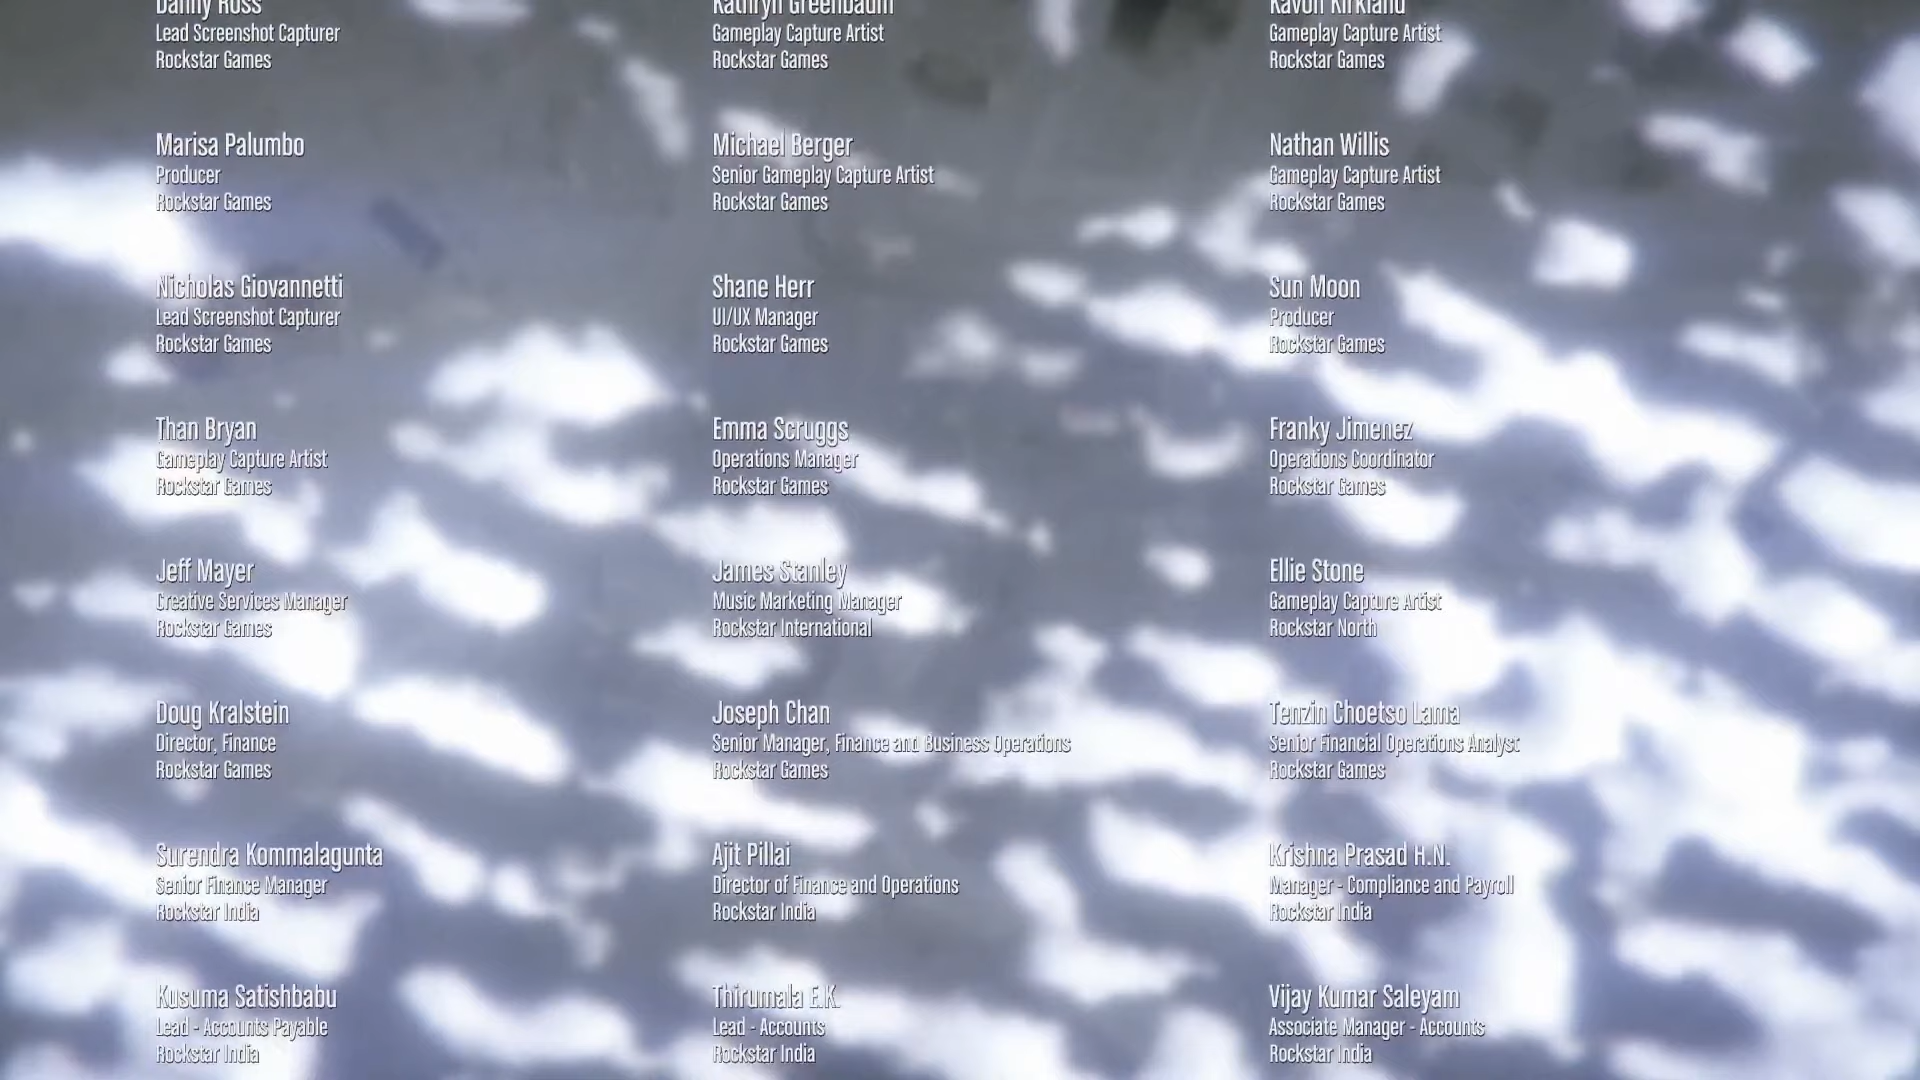 Danny Ross
Lead Screenshot Capturer
Rockstar Games
Kathryn Greenbaum
Gameplay Capture Artist
Rockstar Games
Kavon Kirkland
Gameplay Capture Artist
Rockstar Games
Marisa Palumbo
Producer
Rockstar Games
Michael Berger
Senior Gameplay Capture Artist
Rockstar Games
Nathan Willis
Gameplay Capture Artist
Rockstar Games
Nicholas Giovannetti
Lead Screenshot Capturer
Rockstar Games
Shane Herr
UI/UX Manager
Rockstar Games
Sun Moon
Producer
Rockstar Games
Than Bryan
Gameplay Capture Artist
Rockstar Games
Emma Scruggs
Operations Manager
Rockstar Games
Franky Jimenez
Operations Coordinator
Rockstar Games
Jeff Mayer
Creative Services Manager
Rockstar Games
James Stanley
Music Marketing Manager
Rockstar International
Ellie Stone
Gameplay Capture Artist
Rockstar North
Doug Kralstein
Director, Finance
Rockstar Games
Joseph Chan
Senior Manager, Finance and Business Operations
Rockstar Games
Tenzin Choetso Lama
Senior Financial Operations Analyst
Rockstar Games
Surendra Kommalagunta
Senior Finance Manager
Rockstar India
Ajit Pillai
Director of Finance and Operations
Rockstar India
Krishna Prasad H.N.
Manager - Compliance and Payroll
Rockstar India
Kusuma Satishbabu
Lead - Accounts Payable
Rockstar India
Thirumala E.K.
Lead - Accounts
Rockstar India
Vijay Kumar Saleyam
Associate Manager - Accounts
Rockstar India